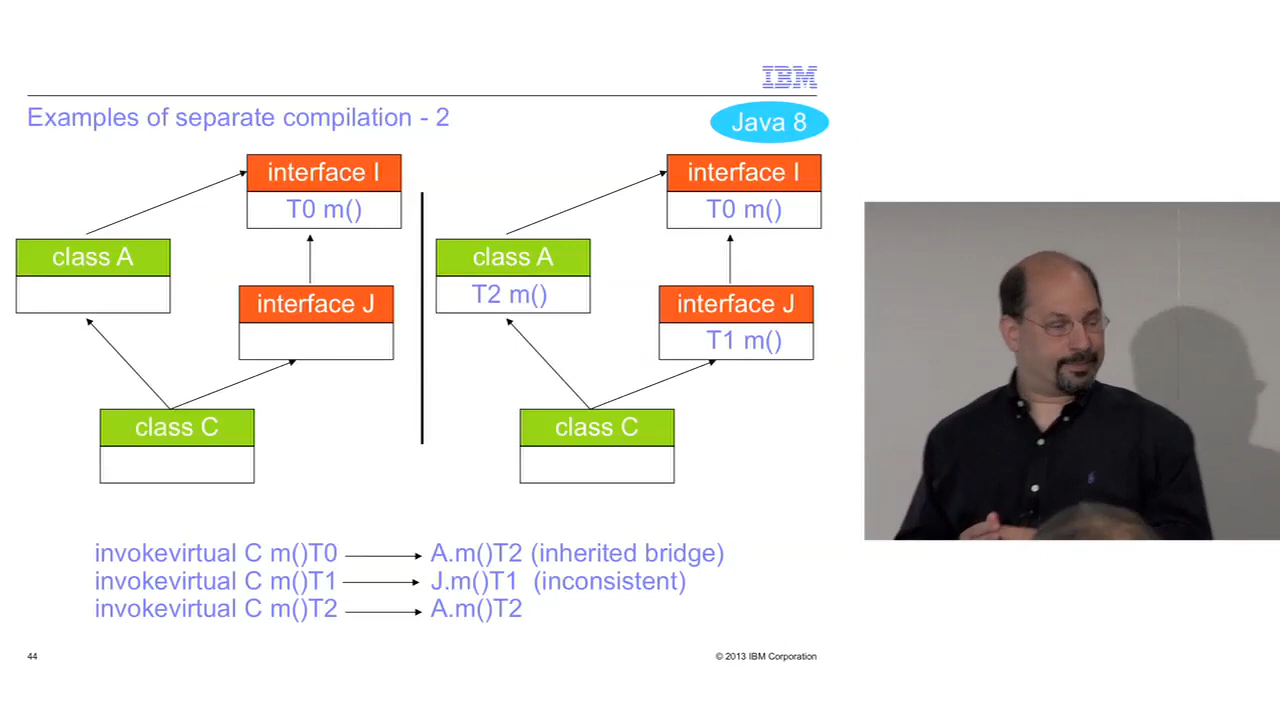 IBM
Examples of separate compilation - 2
Java 8
interface I
T0 m()
class A
interface J
class C
interface I
T0 m()
class A
T2 m()
interface J
T1 m()
class C
invokevirtual C m()T0 A.m()T2 (inherited bridge)
invokevirtual C m()T1 J.m()T1 (inconsistent)
invokevirtual C m()T2 A.m()T2
44
© 2013 IBM Corporation